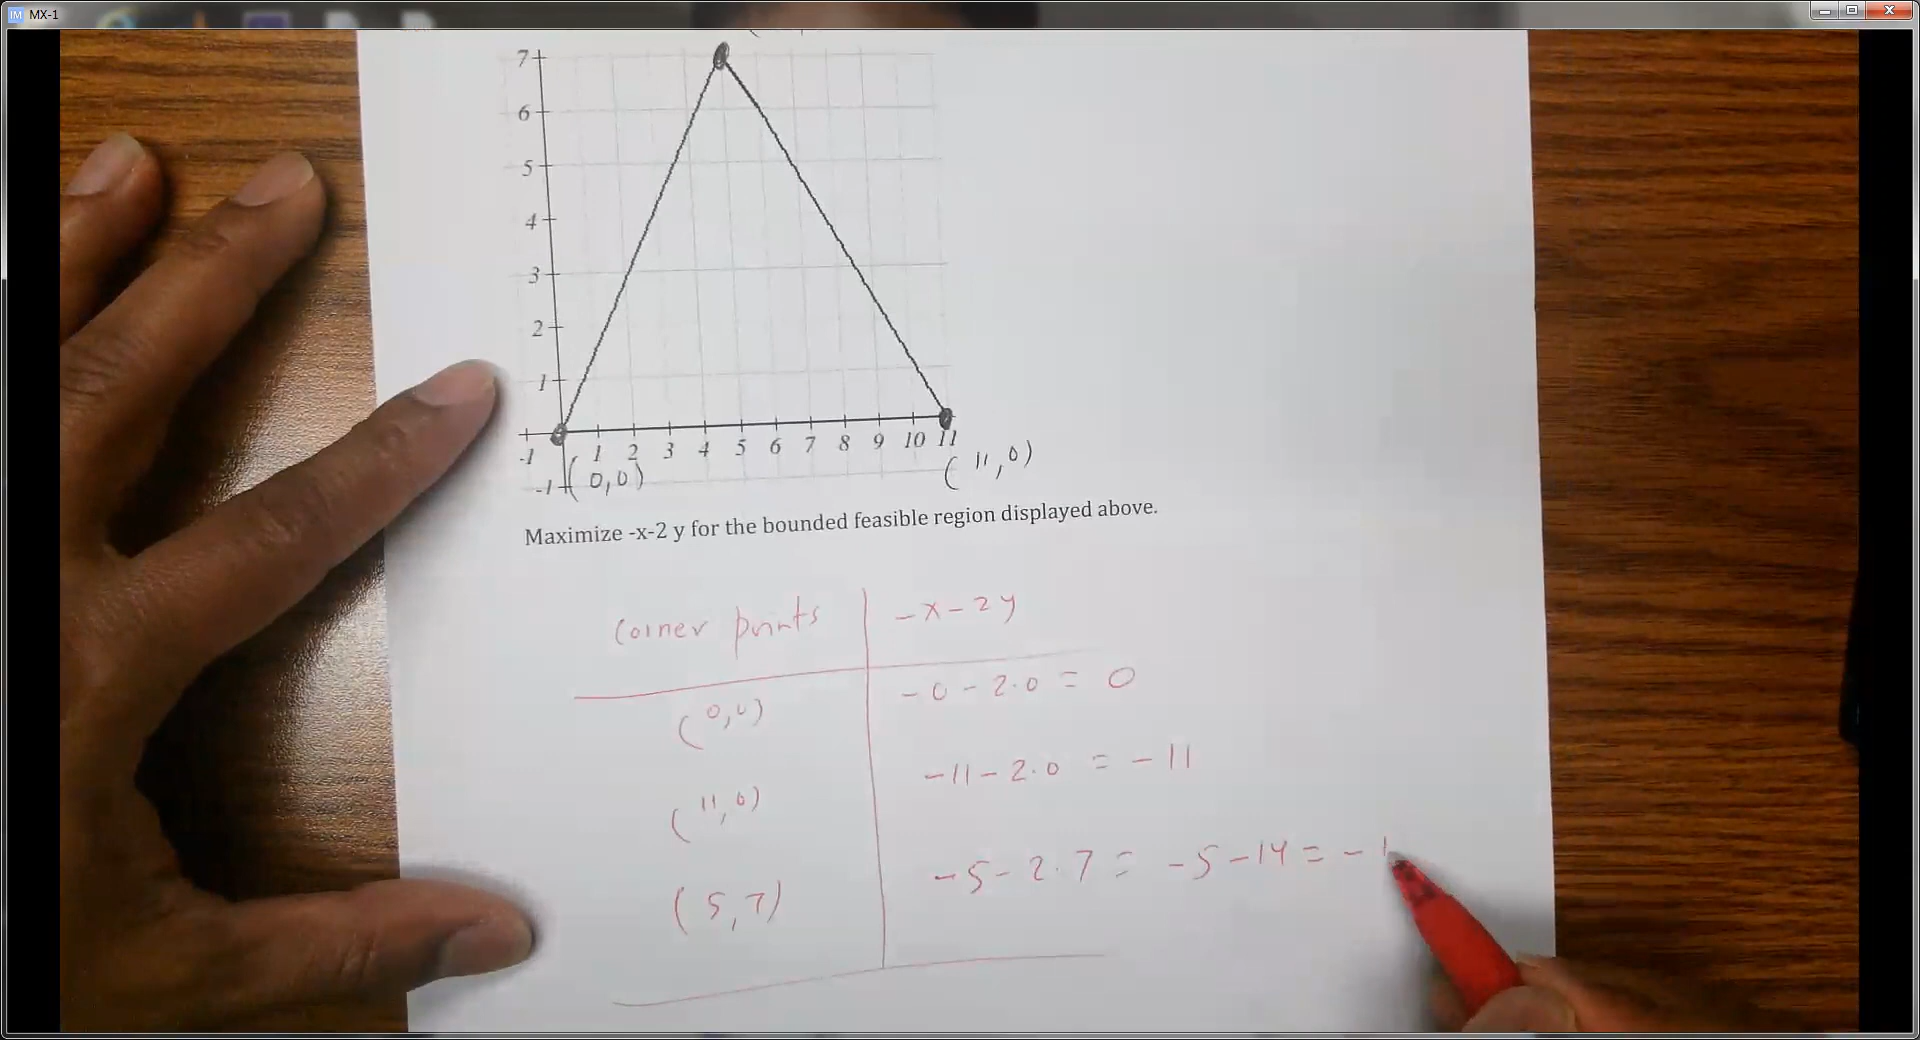 MX-1
7
6
5
4
3
2
1
-1 1 2 3 4 5 6 7 8 9 10 11
-1 (0,0) (11,0)
Maximize -x-2 y for the bounded feasible region displayed above.
corner points -x-2y
(0,0) -0-2·0 = 0
(11,0) -11-2·0 = -11
(5,7) -5-2·7 = -5-14 = -1